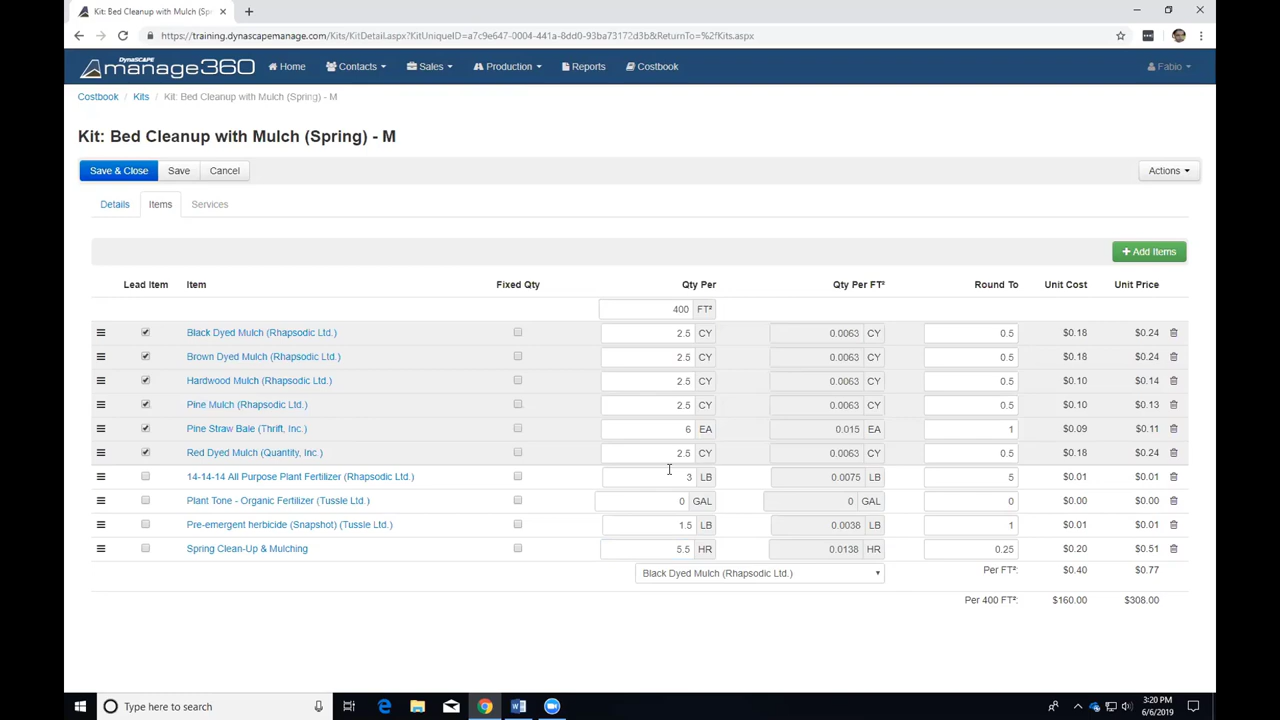 Kit: Bed Cleanup with Mulch (Sp
https://training.dynascapemanage.com/Kits/KitDetail.aspx?KitUniqueID=a7c9e647-0004-441a-8dd0-93ba73172d3b&ReturnTo=%2fKits.aspx
DynaSCAPE
manage360 Home Contacts Sales Production Reports Costbook Fabio
Costbook / Kits / Kit: Bed Cleanup with Mulch (Spring) - M
Kit: Bed Cleanup with Mulch (Spring) - M
Save & Close Save Cancel Actions
Details Items Services
+ Add Items
Lead Item Item Fixed Qty Qty Per Qty Per FT² Round To Unit Cost Unit Price
400 FT²
Black Dyed Mulch (Rhapsodic Ltd.) 2.5 CY 0.0063 CY 0.5 $0.18 $0.24
Brown Dyed Mulch (Rhapsodic Ltd.) 2.5 CY 0.0063 CY 0.5 $0.18 $0.24
Hardwood Mulch (Rhapsodic Ltd.) 2.5 CY 0.0063 CY 0.5 $0.10 $0.14
Pine Mulch (Rhapsodic Ltd.) 2.5 CY 0.0063 CY 0.5 $0.10 $0.13
Pine Straw Bale (Thrift, Inc.) 6 EA 0.015 EA 1 $0.09 $0.11
Red Dyed Mulch (Quantity, Inc.) 2.5 CY 0.0063 CY 0.5 $0.18 $0.24
14-14-14 All Purpose Plant Fertilizer (Rhapsodic Ltd.) 3 LB 0.0075 LB 5 $0.01 $0.01
Plant Tone - Organic Fertilizer (Tussle Ltd.) 0 GAL 0 GAL 0 $0.00 $0.00
Pre-emergent herbicide (Snapshot) (Tussle Ltd.) 1.5 LB 0.0038 LB 1 $0.01 $0.01
Spring Clean-Up & Mulching 5.5 HR 0.0138 HR 0.25 $0.20 $0.51
Black Dyed Mulch (Rhapsodic Ltd.) Per FT²: $0.40 $0.77
Per 400 FT²: $160.00 $308.00
Type here to search
3:20 PM
6/6/2019